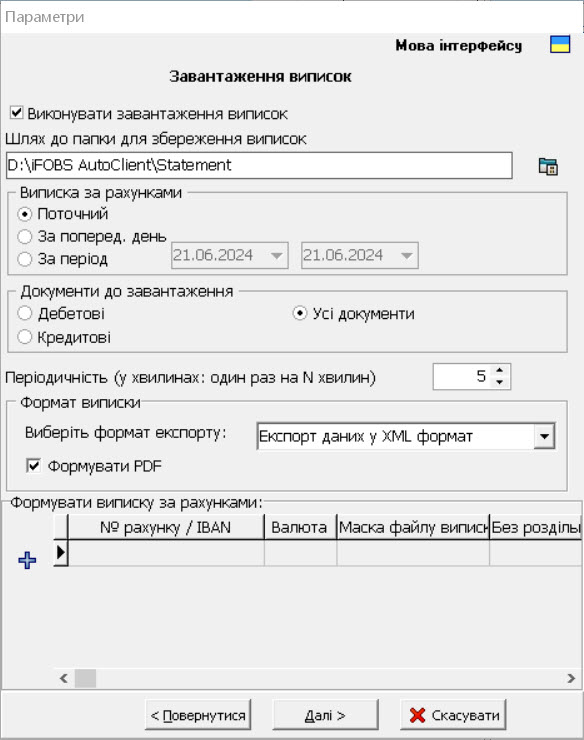 Параметри
Мова інтерфейсу
Завантаження виписок
Виконувати завантаження виписок
Шлях до папки для збереження виписок
D:\iFOBS AutoClient\Statement
Виписка за рахунками
Поточний
За поперед. день
За період 21.06.2024 21.06.2024
Документи до завантаження
Дебетові Усі документи
Кредитові
Періодичність (у хвилинах: один раз на N хвилин) 5
Формат виписки
Виберіть формат експорту: Експорт даних у XML формат
Формувати PDF
Формувати виписку за рахунками:
№ рахунку / IBAN Валюта Маска файлу виписк Без розділь
< Повернутися Далі > Скасувати